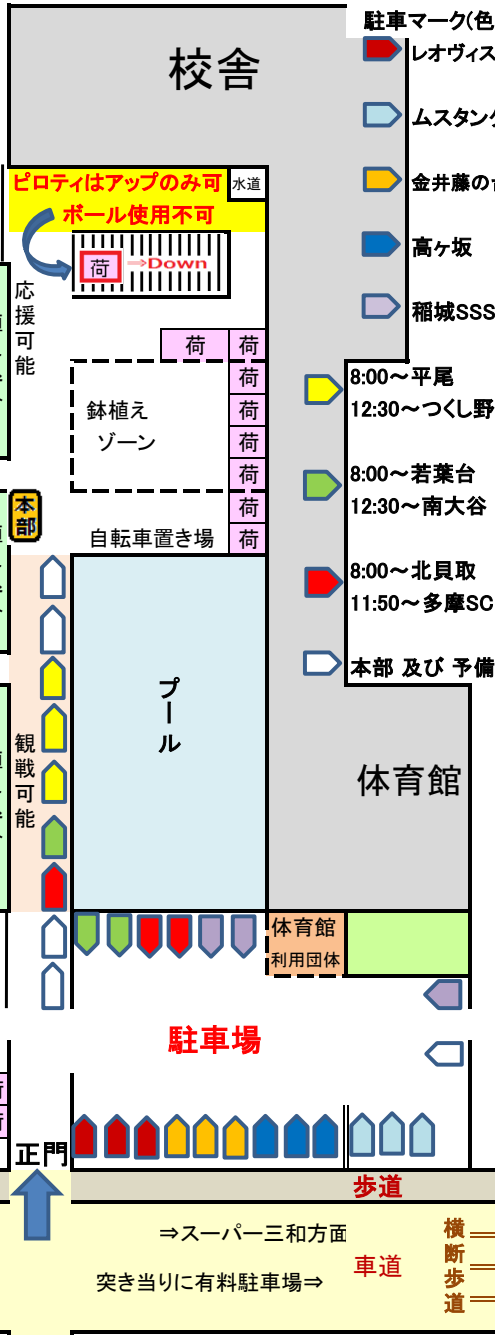 駐車マーク(色
校舎
レオヴィス
ムスタング
金井藤の台
高ヶ坂
稲城SSS
ピロティはアップのみ可
水道
ボール使用不可
荷
→Down
応援可能
荷 荷
荷
荷
荷
荷
荷
荷
鉢植え
ゾーン
8:00～平尾
12:30～つくし野
8:00～若葉台
12:30～南大谷
8:00～北貝取
11:50～多摩SC
本部 及び 予備
本部
自転車置き場
プール
観戦可能
体育館
体育館
利用団体
駐車場
荷
荷
正門
歩道
⇒スーパー三和方面
車道
突き当りに有料駐車場⇒
横断歩道